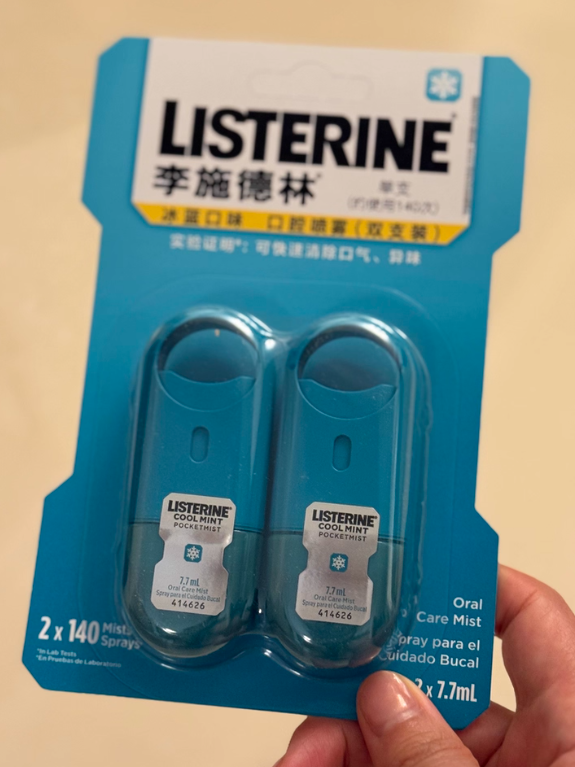 LISTERINE®
李施德林®
单支
(约使用140次)
冰蓝口味 口腔喷雾(双支装)
实验证明*:可快速清除口气、异味
LISTERINE®
COOL MINT
POCKETMIST
7.7 mL
Oral Care Mist
Spray para el Cuidado Bucal
414626
LISTERINE®
COOL MINT
POCKETMIST
7.7 mL
Oral Care Mist
Spray para el Cuidado Bucal
414626
2 x 140 Mist
Sprays
*In Lab Tests
*En Pruebas de Laboratorio
Oral
Care Mist
Spray para el
Cuidado Bucal
2 x 7.7mL